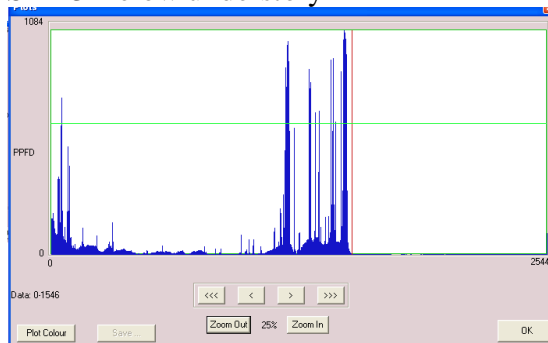 Plots
1084
PPFD
0
0
2544
Data: 0-1546
<<<
<
>
>>>
Plot Colour
Save ...
Zoom Out
25%
Zoom In
OK